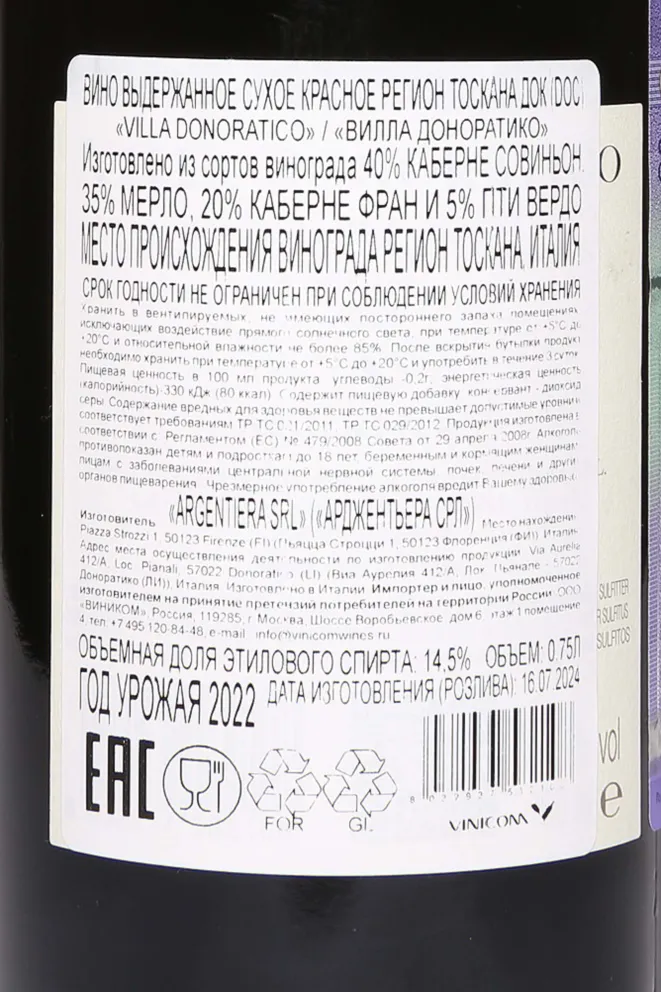 ВИНО ВЫДЕРЖАННОЕ СУХОЕ КРАСНОЕ РЕГИОН ТОСКАНА ДОК (DOC)
«VILLA DONORATICO» / «ВИЛЛА ДОНОРАТИКО»
Изготовлено из сортов винограда 40% КАБЕРНЕ СОВИНЬОН,
35% МЕРЛО, 20% КАБЕРНЕ ФРАН И 5% ПТИ ВЕРДО
МЕСТО ПРОИСХОЖДЕНИЯ ВИНОГРАДА РЕГИОН ТОСКАНА, ИТАЛИЯ
СРОК ГОДНОСТИ НЕ ОГРАНИЧЕН ПРИ СОБЛЮДЕНИИ УСЛОВИЙ ХРАНЕНИЯ
Хранить в вентилируемых, не имеющих постороннего запаха помещениях,
исключающих воздействие прямого солнечного света, при температуре от +5°С до
+20°С и относительной влажности не более 85%. После вскрытия бутылки продукт
необходимо хранить при температуре от +5°С до +20°С и употребить в течение 3 суток.
Пищевая ценность в 100 мл продукта: углеводы -0,2г, энергетическая ценность
(калорийность)-330 кДж (80 ккал). Содержит пищевую добавку консервант - диоксид
серы. Содержание вредных для здоровья веществ не превышает допустимые уровни и
соответствует требованиям ТР ТС 021/2011, ТР ТС 029/2012. Продукция изготовлена в
соответствии с Регламентом (ЕС) № 479/2008 Совета от 29 апреля 2008г. Алкоголь
противопоказан детям и подросткам до 18 лет, беременным и кормящим женщинам,
лицам с заболеваниями центральной нервной системы, почек, печени и других
органов пищеварения. Чрезмерное употребление алкоголя вредит Вашему здоровью.
Изготовитель «ARGENTIERA SRL» («АРДЖЕНТЬЕРА СРЛ») Место нахождения:
Piazza Strozzi 1, 50123 Firenze (FI) (Пьяцца Строцци 1, 50123 Флоренция (ФИ)), Италия.
Адрес места осуществления деятельности по изготовлению продукции: Via Aurelia
412/A, Loc. Pianali, 57022 Donoratico (LI) (Виа Аурелия 412/А, Лок. Пьянале - 57022
Доноратико (ЛИ)), Италия. Изготовлено в Италии. Импортер и лицо, уполномоченное
изготовителем на принятие претензий потребителей на территории России: ООО
«ВИНИКОМ», Россия, 119285, г. Москва, Шоссе Воробьевское, дом 6, этаж 1 помещение
4, тел. +7 495 120-84-48, e-mail: info@vinicomwines.ru
ОБЪЕМНАЯ ДОЛЯ ЭТИЛОВОГО СПИРТА: 14,5% ОБЪЕМ: 0,75Л
ГОД УРОЖАЯ 2022 ДАТА ИЗГОТОВЛЕНИЯ (РОЗЛИВА): 16.07.2024
EAC
FOR GL
VINICOM
O
SULFITTER
SULFITUS
SULFITOS
vol
e